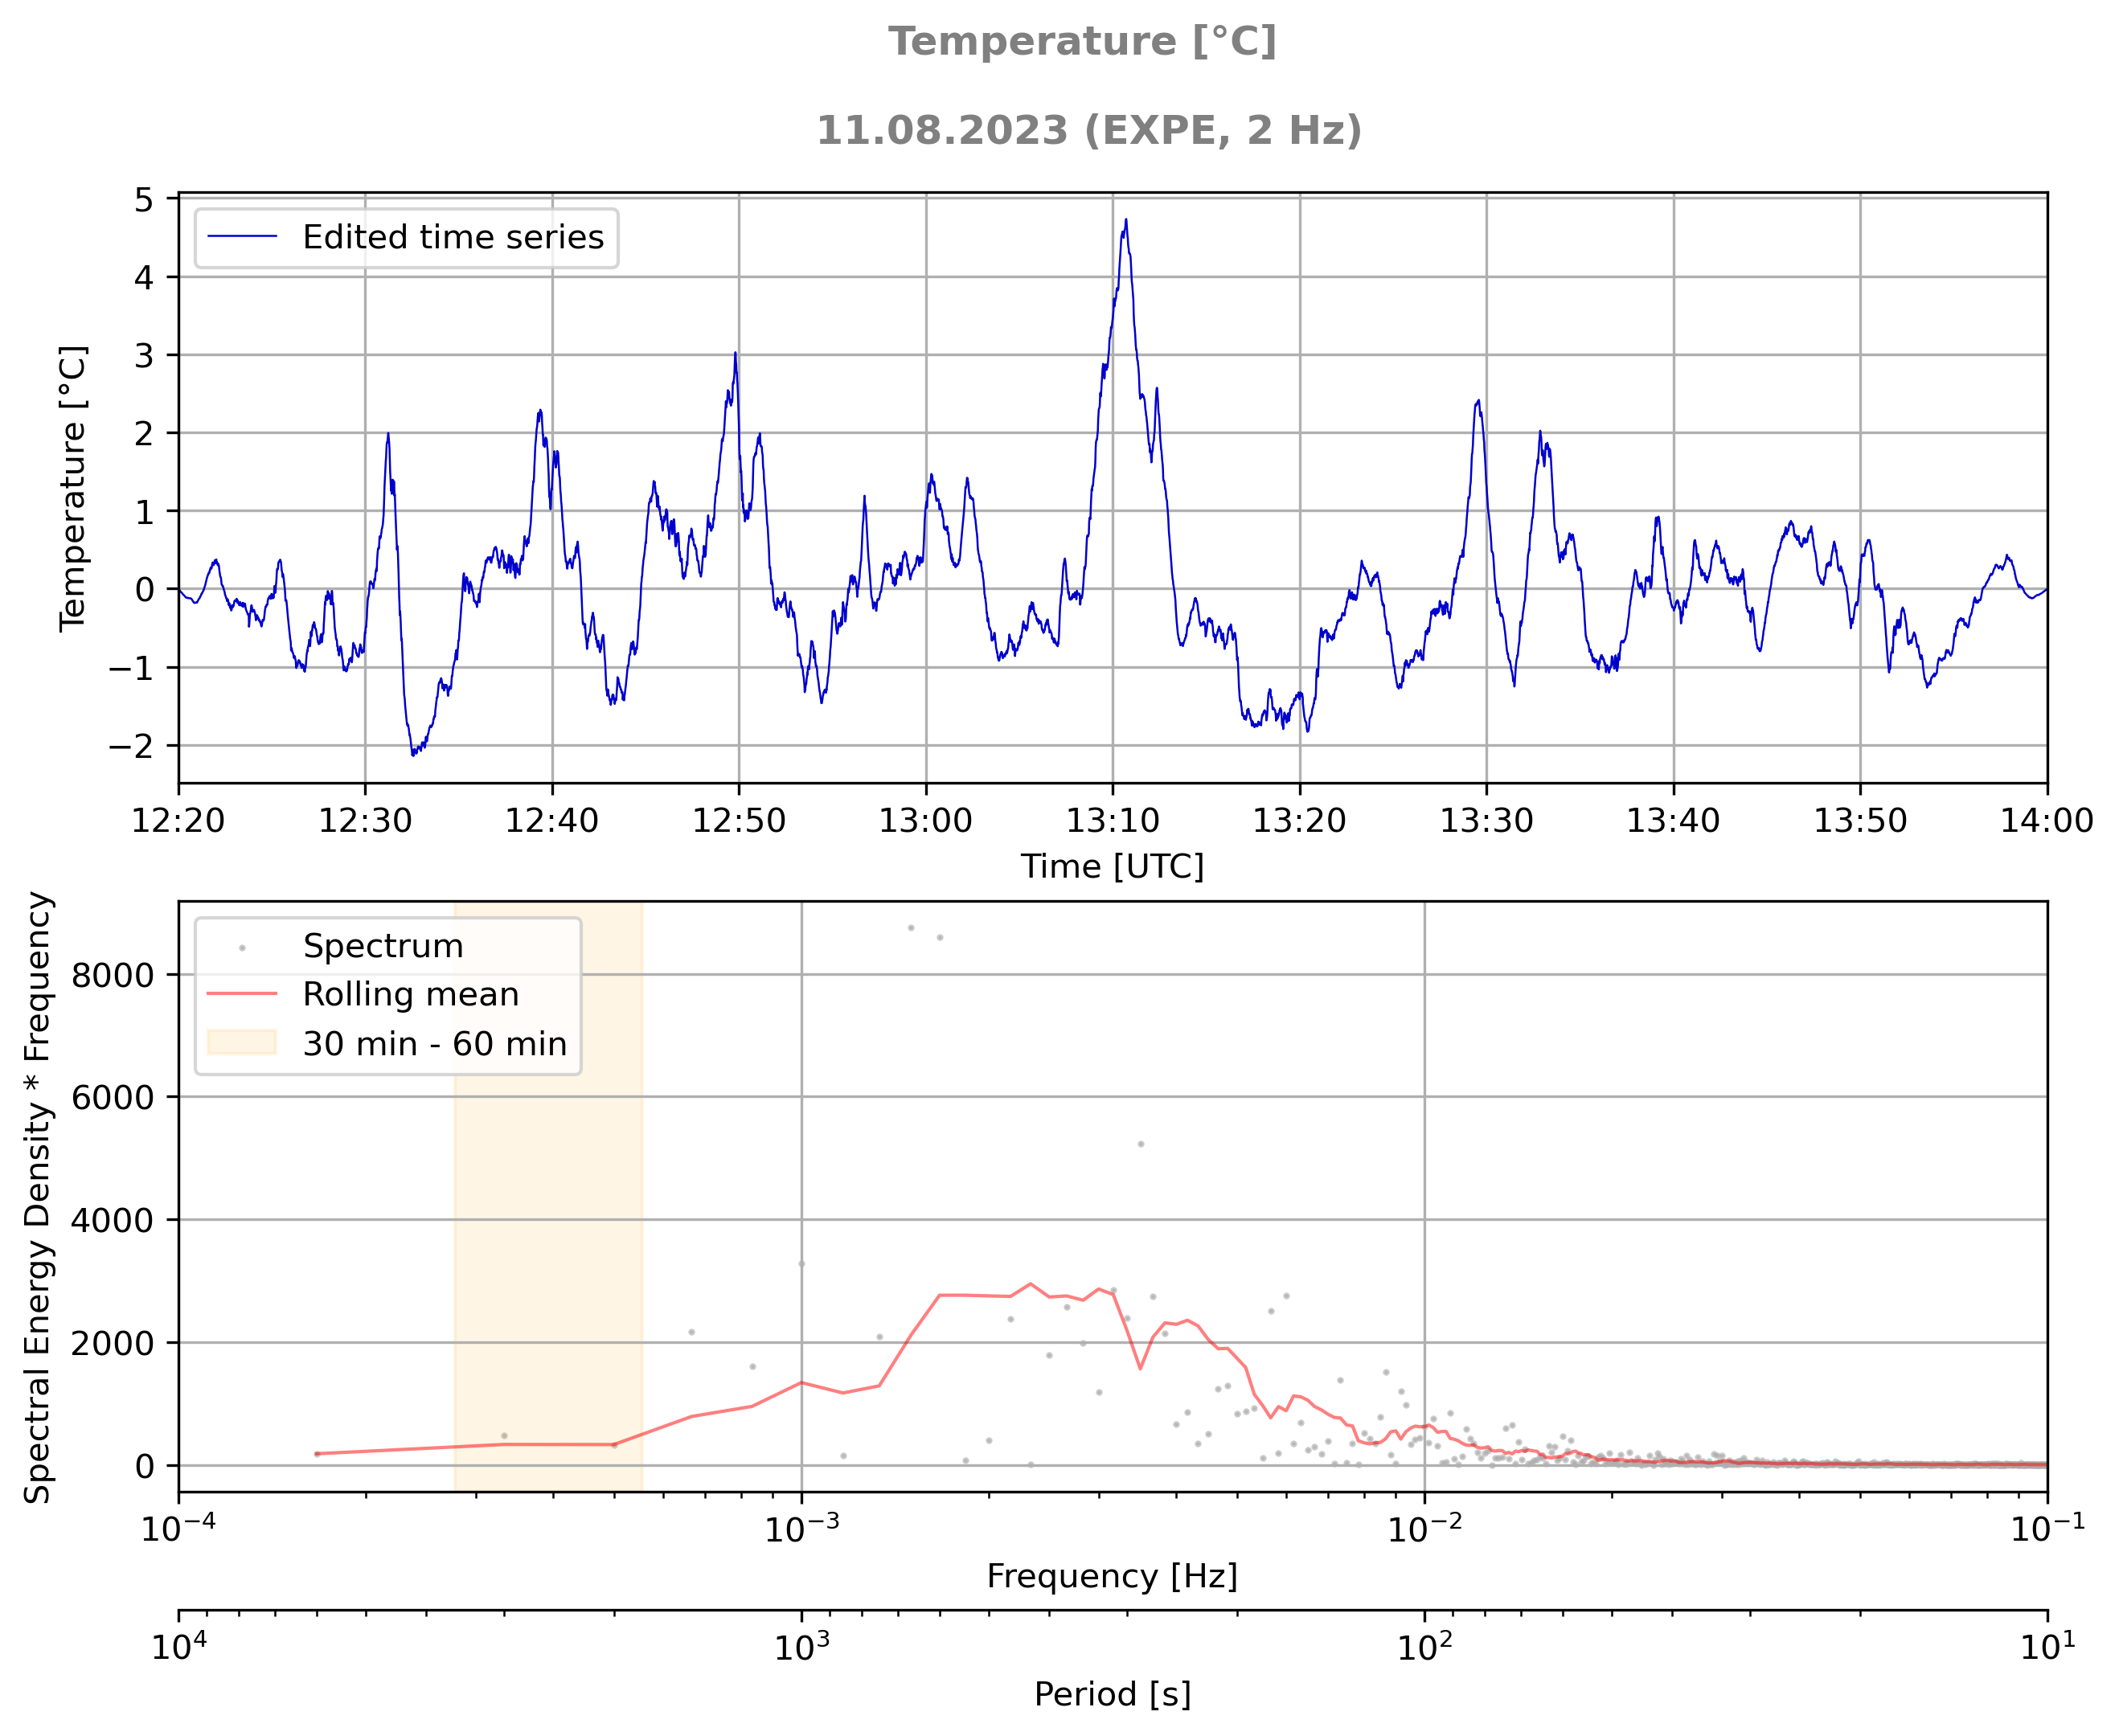 Temperature [°C]
11.08.2023 (EXPE, 2 Hz)
Temperature [°C]
5
4
3
2
1
0
−1
−2
Edited time series
12:20 12:30 12:40 12:50 13:00 13:10 13:20 13:30 13:40 13:50 14:00
Time [UTC]
Spectral Energy Density * Frequency
8000
6000
4000
2000
0
Spectrum
Rolling mean
30 min - 60 min
10⁻⁴ 10⁻³ 10⁻² 10⁻¹
Frequency [Hz]
10⁴ 10³ 10² 10¹
Period [s]